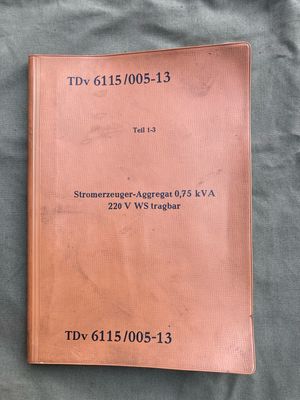 TDv 6115/005-13
Teil 1-3
Stromerzeuger-Aggregat 0,75 kVA
220 V WS tragbar
TDv 6115/005-13